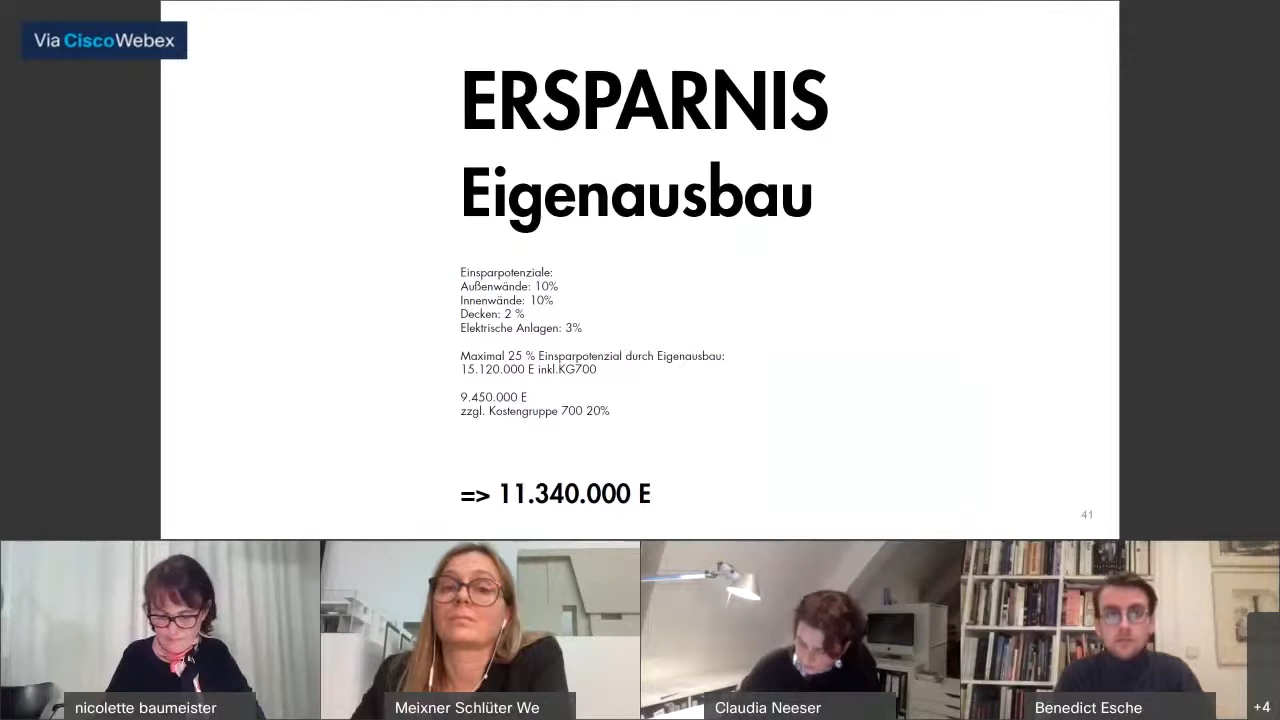 Via CiscoWebex
ERSPARNIS
Eigenausbau
Einsparpotenziale:
Außenwände: 10%
Innenwände: 10%
Decken: 2 %
Elektrische Anlagen: 3%
Maximal 25 % Einsparpotenzial durch Eigenausbau:
15.120.000 E inkl.KG700
9.450.000 E
zzgl. Kostengruppe 700 20%
=> 11.340.000 E
41
nicolette baumeister
Meixner Schlüter We
Claudia Neeser
Benedict Esche
+4